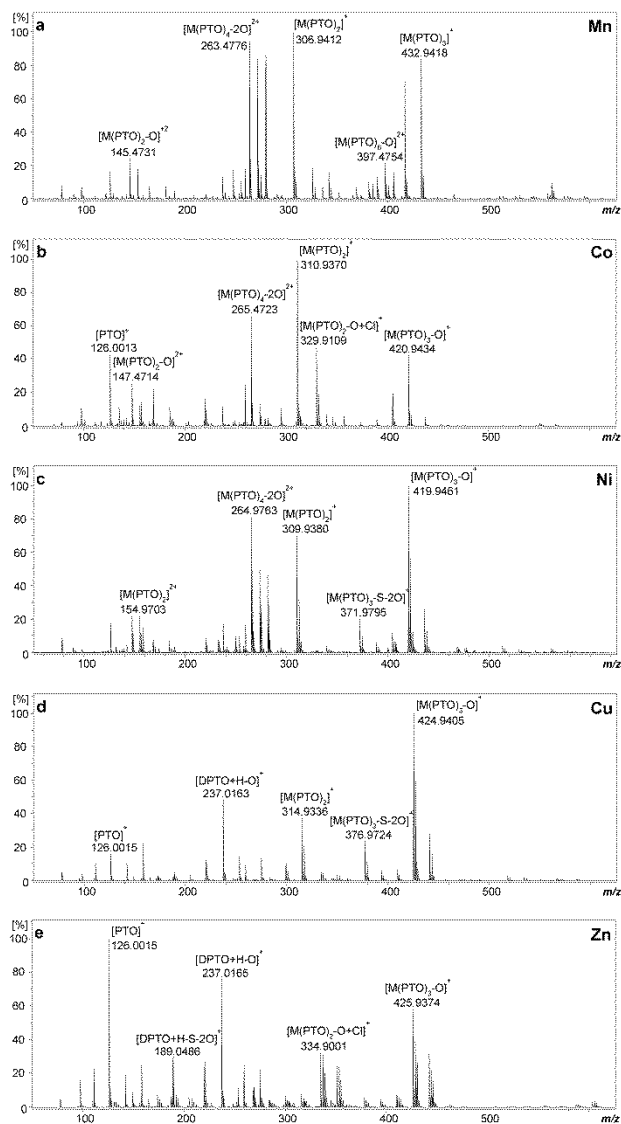 [%]
a
Mn
100
80
60
40
20
0
[M(PTO)4-2O]2+
263.4776
[M(PTO)2]+
306.9412
[M(PTO)3]+
432.9418
[M(PTO)2-O]+2
145.4731
[M(PTO)6-O]2+
397.4754
100 200 300 400 500 m/z
[%]
b
Co
100
80
60
40
20
0
[M(PTO)2]+
310.9370
[M(PTO)4-2O]2+
265.4723
[M(PTO)2-O+Cl]+
329.9109
[M(PTO)3-O]+
420.9434
[PTO]+
126.0013
[M(PTO)2-O]2+
147.4714
100 200 300 400 500 m/z
[%]
c
Ni
100
80
60
40
20
0
[M(PTO)3-O]+
419.9461
[M(PTO)4-2O]2+
264.9763
[M(PTO)2]+
309.9380
[M(PTO)3-S-2O]+
371.9795
[M(PTO)2]2+
154.9703
100 200 300 400 500 m/z
[%]
d
Cu
100
80
60
40
20
0
[M(PTO)3-O]+
424.9405
[DPTO+H-O]+
237.0163
[M(PTO)2]+
314.9336
[M(PTO)3-S-2O]+
376.9724
[PTO]+
126.0015
100 200 300 400 500 m/z
[%]
e
Zn
100
80
60
40
20
0
[PTO]+
126.0015
[DPTO+H-O]+
237.0165
[M(PTO)3-O]+
425.9374
[DPTO+H-S-2O]+
189.0486
[M(PTO)2-O+Cl]+
334.9001
100 200 300 400 500 m/z